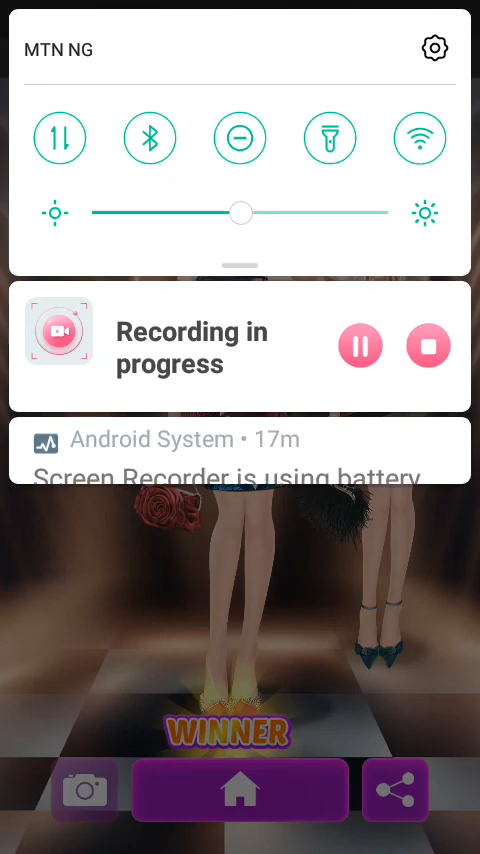 MTN NG
Recording in
progress
Android System • 17m
Screen Recorder is using battery
WINNER